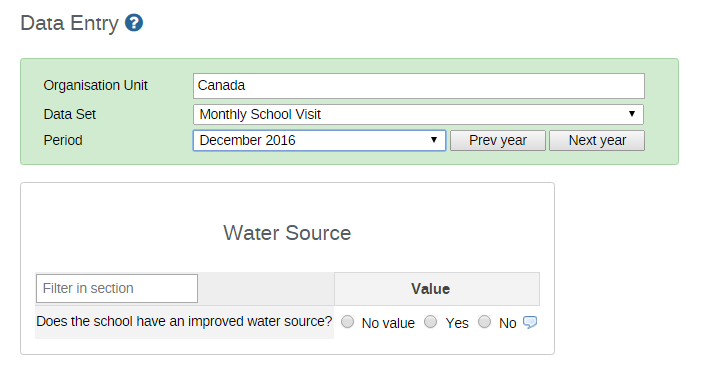 Data Entry ?
Organisation Unit Canada
Data Set Monthly School Visit
Period December 2016 Prev year Next year
Water Source
Filter in section Value
Does the school have an improved water source? No value Yes No